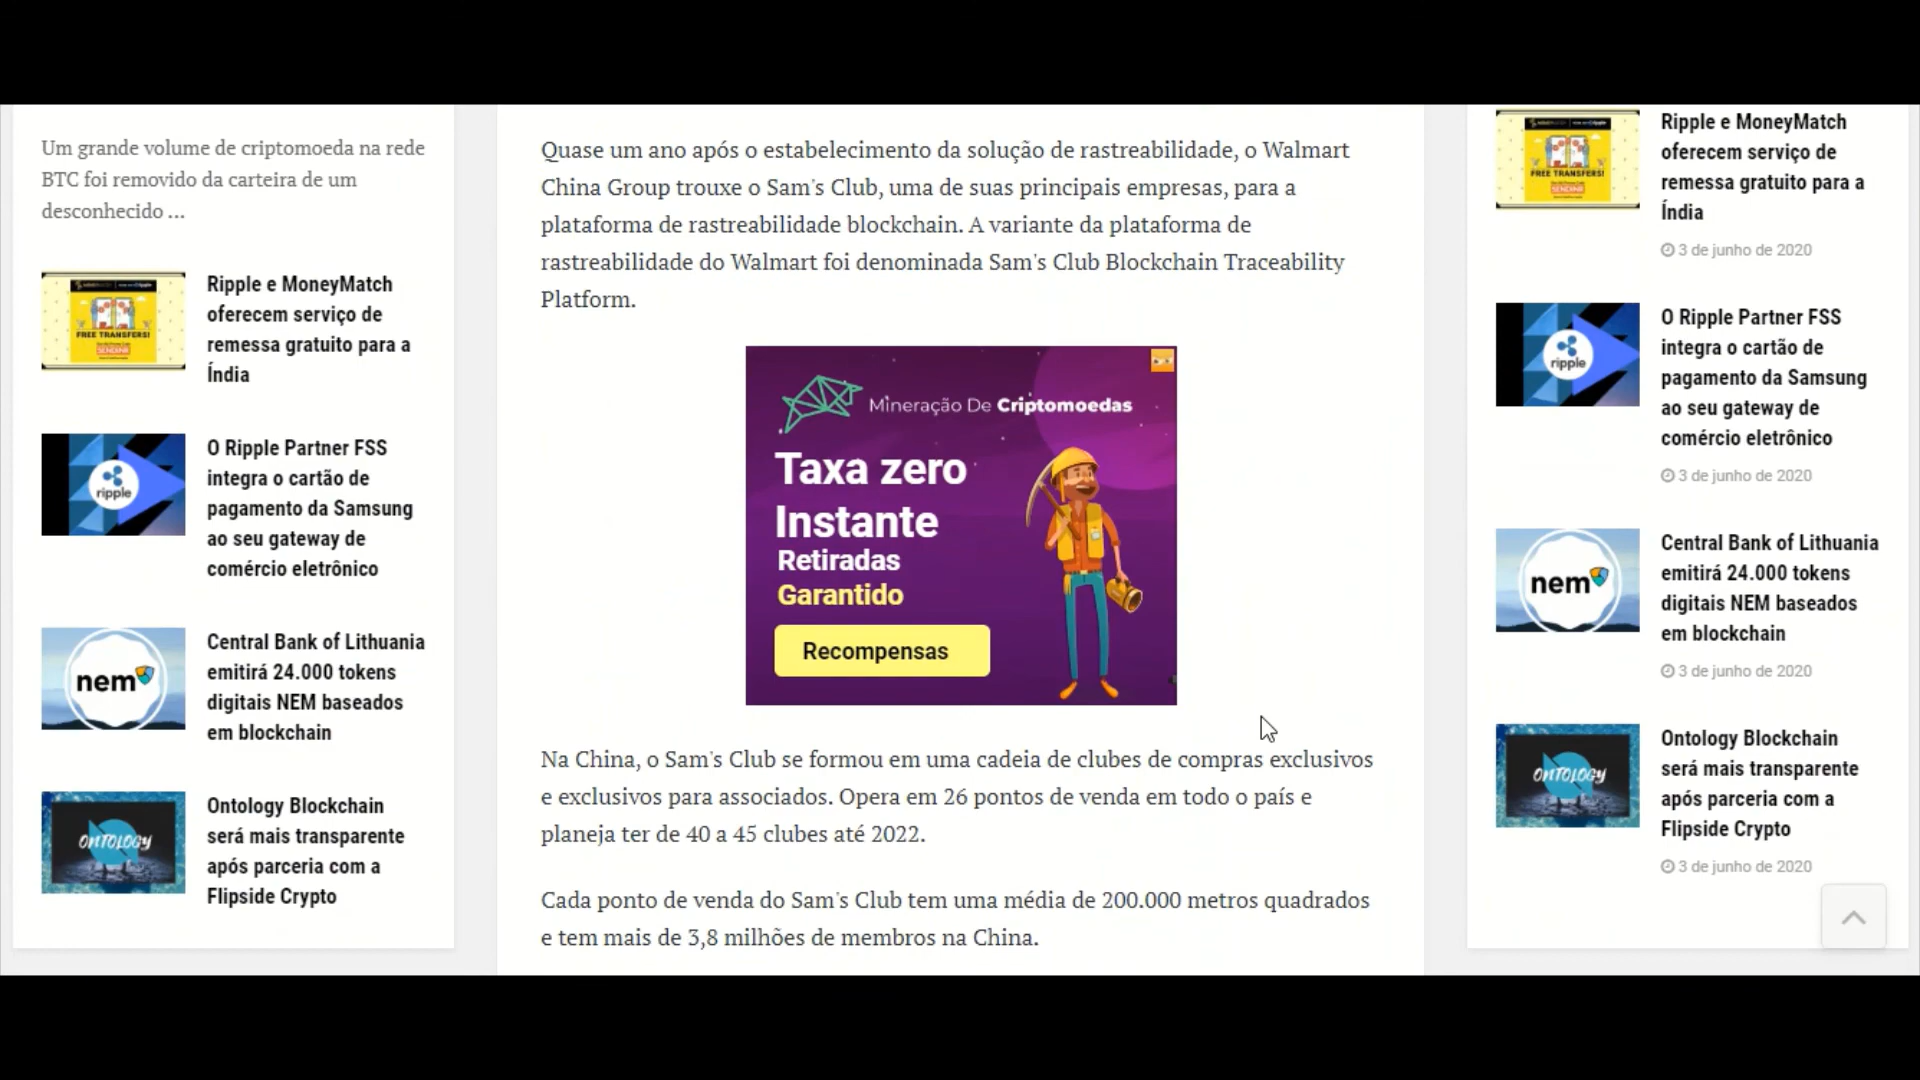 Um grande volume de criptomoeda na rede
BTC foi removido da carteira de um
desconhecido ...
FREE TRANSFERS!
SENDINR
Ripple e MoneyMatch
oferecem serviço de
remessa gratuito para a
Índia
ripple
O Ripple Partner FSS
integra o cartão de
pagamento da Samsung
ao seu gateway de
comércio eletrônico
nem
Central Bank of Lithuania
emitirá 24.000 tokens
digitais NEM baseados
em blockchain
ONTOLOGY
Ontology Blockchain
será mais transparente
após parceria com a
Flipside Crypto
Quase um ano após o estabelecimento da solução de rastreabilidade, o Walmart
China Group trouxe o Sam's Club, uma de suas principais empresas, para a
plataforma de rastreabilidade blockchain. A variante da plataforma de
rastreabilidade do Walmart foi denominada Sam's Club Blockchain Traceability
Platform.
Mineração De Criptomoedas
Taxa zero
Instante
Retiradas
Garantido
Recompensas
Na China, o Sam's Club se formou em uma cadeia de clubes de compras exclusivos
e exclusivos para associados. Opera em 26 pontos de venda em todo o país e
planeja ter de 40 a 45 clubes até 2022.
Cada ponto de venda do Sam's Club tem uma média de 200.000 metros quadrados
e tem mais de 3,8 milhões de membros na China.
FREE TRANSFERS!
SENDINR
Ripple e MoneyMatch
oferecem serviço de
remessa gratuito para a
Índia
3 de junho de 2020
ripple
O Ripple Partner FSS
integra o cartão de
pagamento da Samsung
ao seu gateway de
comércio eletrônico
3 de junho de 2020
nem
Central Bank of Lithuania
emitirá 24.000 tokens
digitais NEM baseados
em blockchain
3 de junho de 2020
ONTOLOGY
Ontology Blockchain
será mais transparente
após parceria com a
Flipside Crypto
3 de junho de 2020